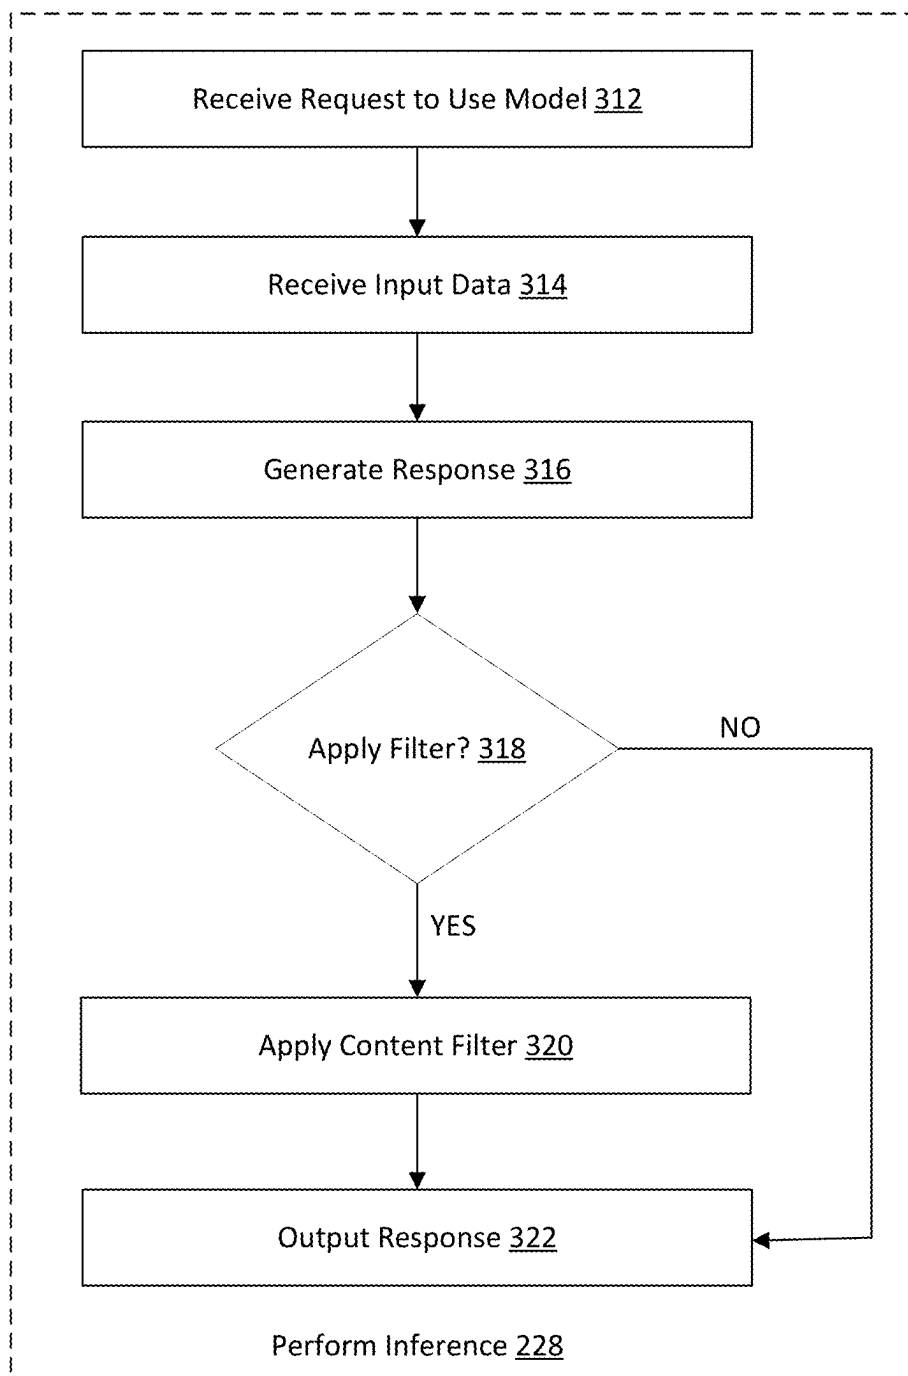 Receive Request to Use Model 312
Receive Input Data 314
Generate Response 316
Apply Filter? 318
NO
YES
Apply Content Filter 320
Output Response 322
Perform Inference 228